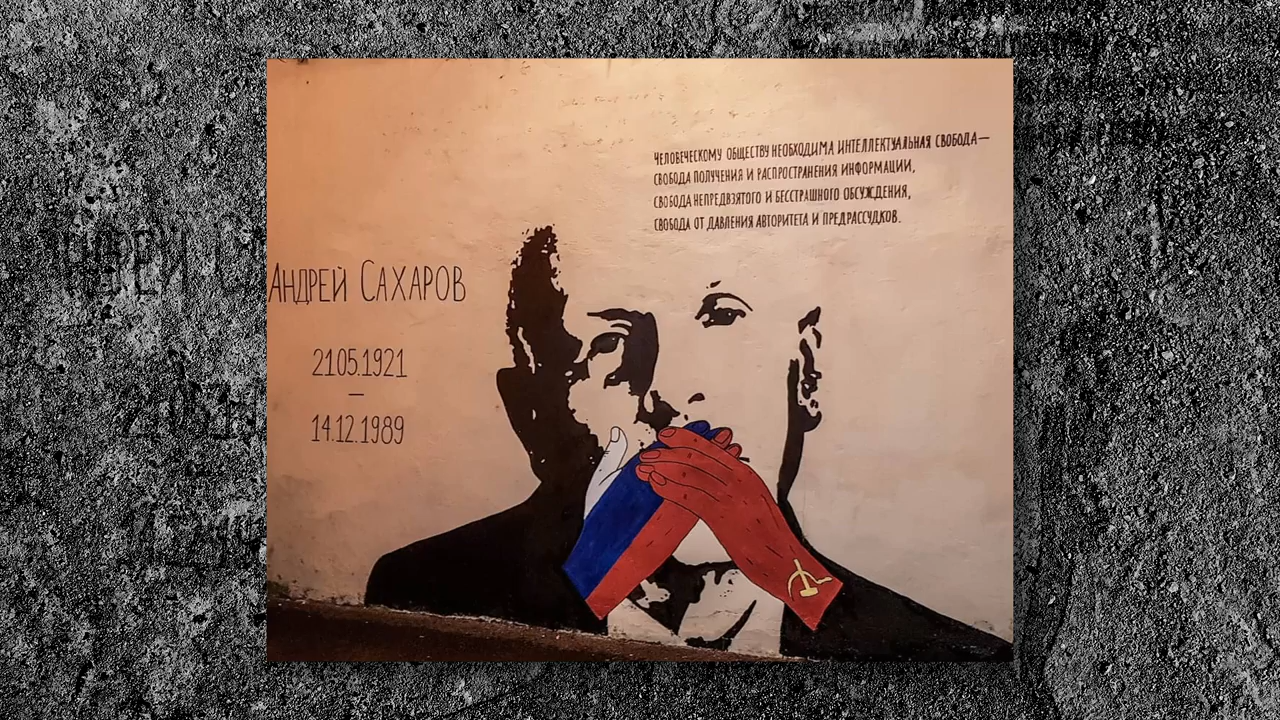 Человеческому обществу необходима интеллектуальная свобода—
свобода получения и распространения информации,
свобода непредвзятого и бесстрашного обсуждения,
свобода от давления авторитета и предрассудков.
Андрей Сахаров
21.05.1921
—
14.12.1989